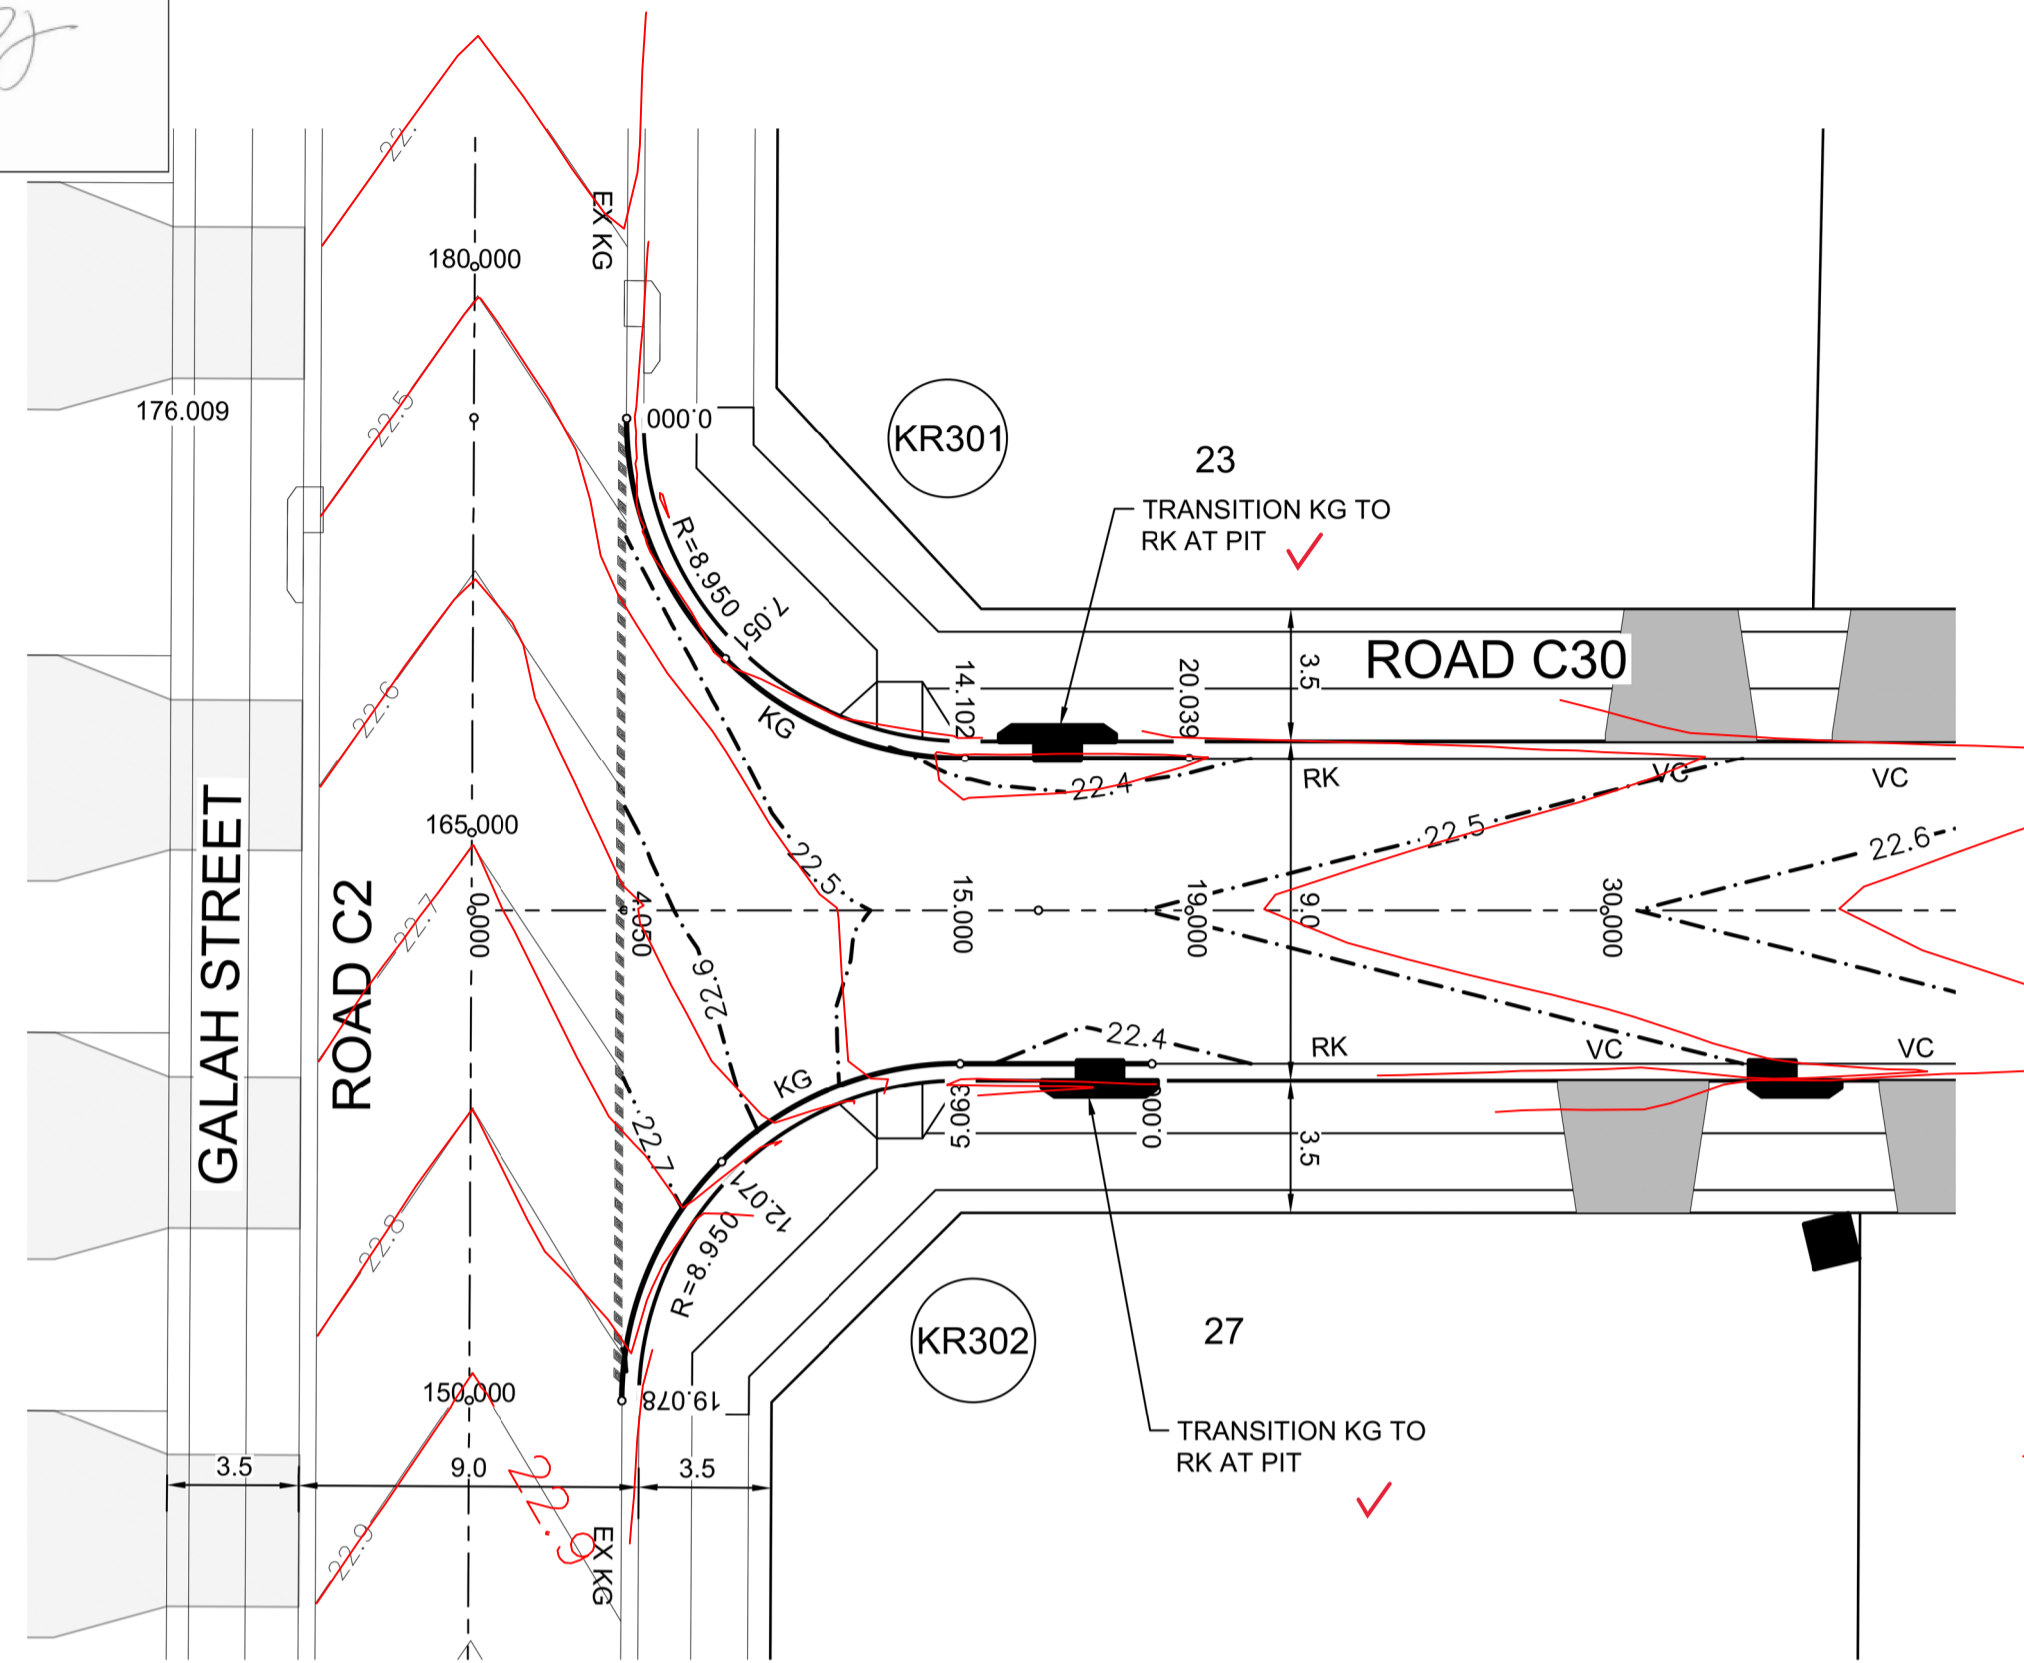 22.
EX KG
180.000
176.009
22.5
0.000
KR301
23
TRANSITION KG TO
RK AT PIT
R=8.950
7.051
ROAD C30
3.5
14.102
20.039
22.6
KG
22.4
RK
VC
VC
GALAH STREET
165.000
ROAD C2
22.5
22.5
22.6
22.7
0.000
4.050
15.000
19.000
9.0
30.000
22.6
22.4
RK
VC
VC
KG
22.7
5.063
0.000
3.5
12.071
R=8.950
22.8
KR302
27
150.000
19.078
TRANSITION KG TO
RK AT PIT
3.5
9.0
3.5
22.9
22.9
EX KG